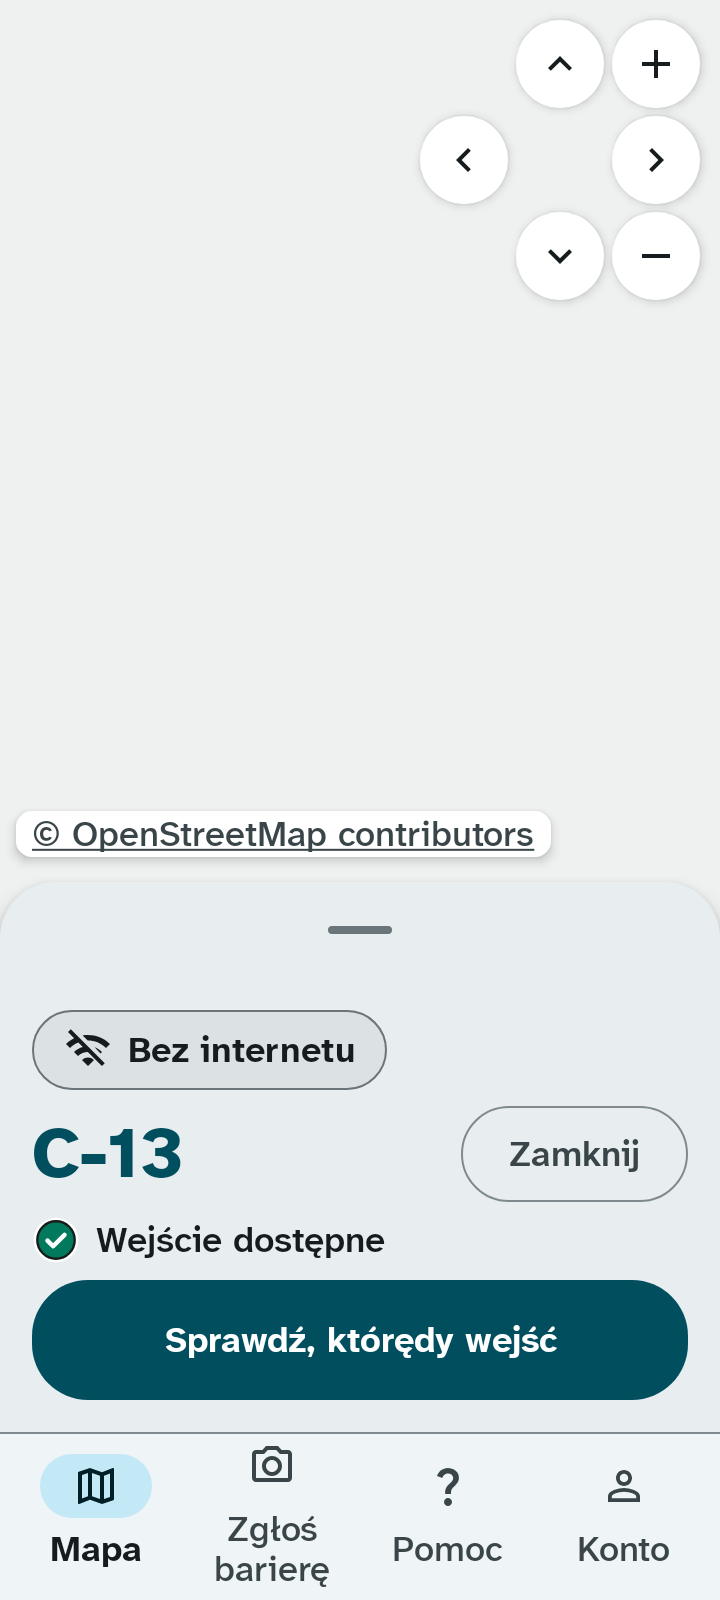 © OpenStreetMap contributors
Bez internetu
C-13
Zamknij
Wejście dostępne
Sprawdź, którędy wejść
Mapa
Zgłoś
barierę
Pomoc
Konto